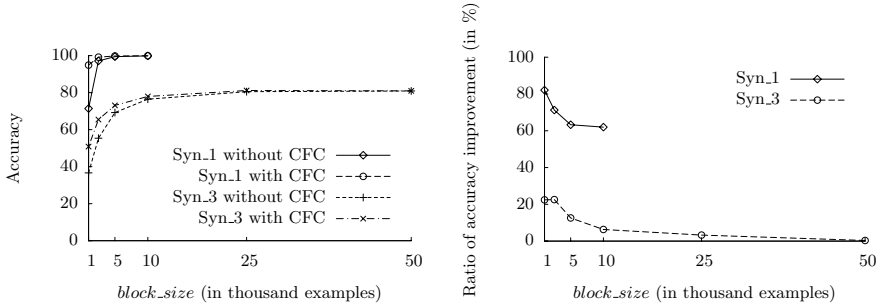 Accuracy
100
80
60
40
20
0
Syn_1 without CFC
Syn_1 with CFC
Syn_3 without CFC
Syn_3 with CFC
1 5 10 25 50
block_size (in thousand examples)
Ratio of accuracy improvement (in %)
100
80
60
40
20
0
Syn_1
Syn_3
1 5 10 25 50
block_size (in thousand examples)